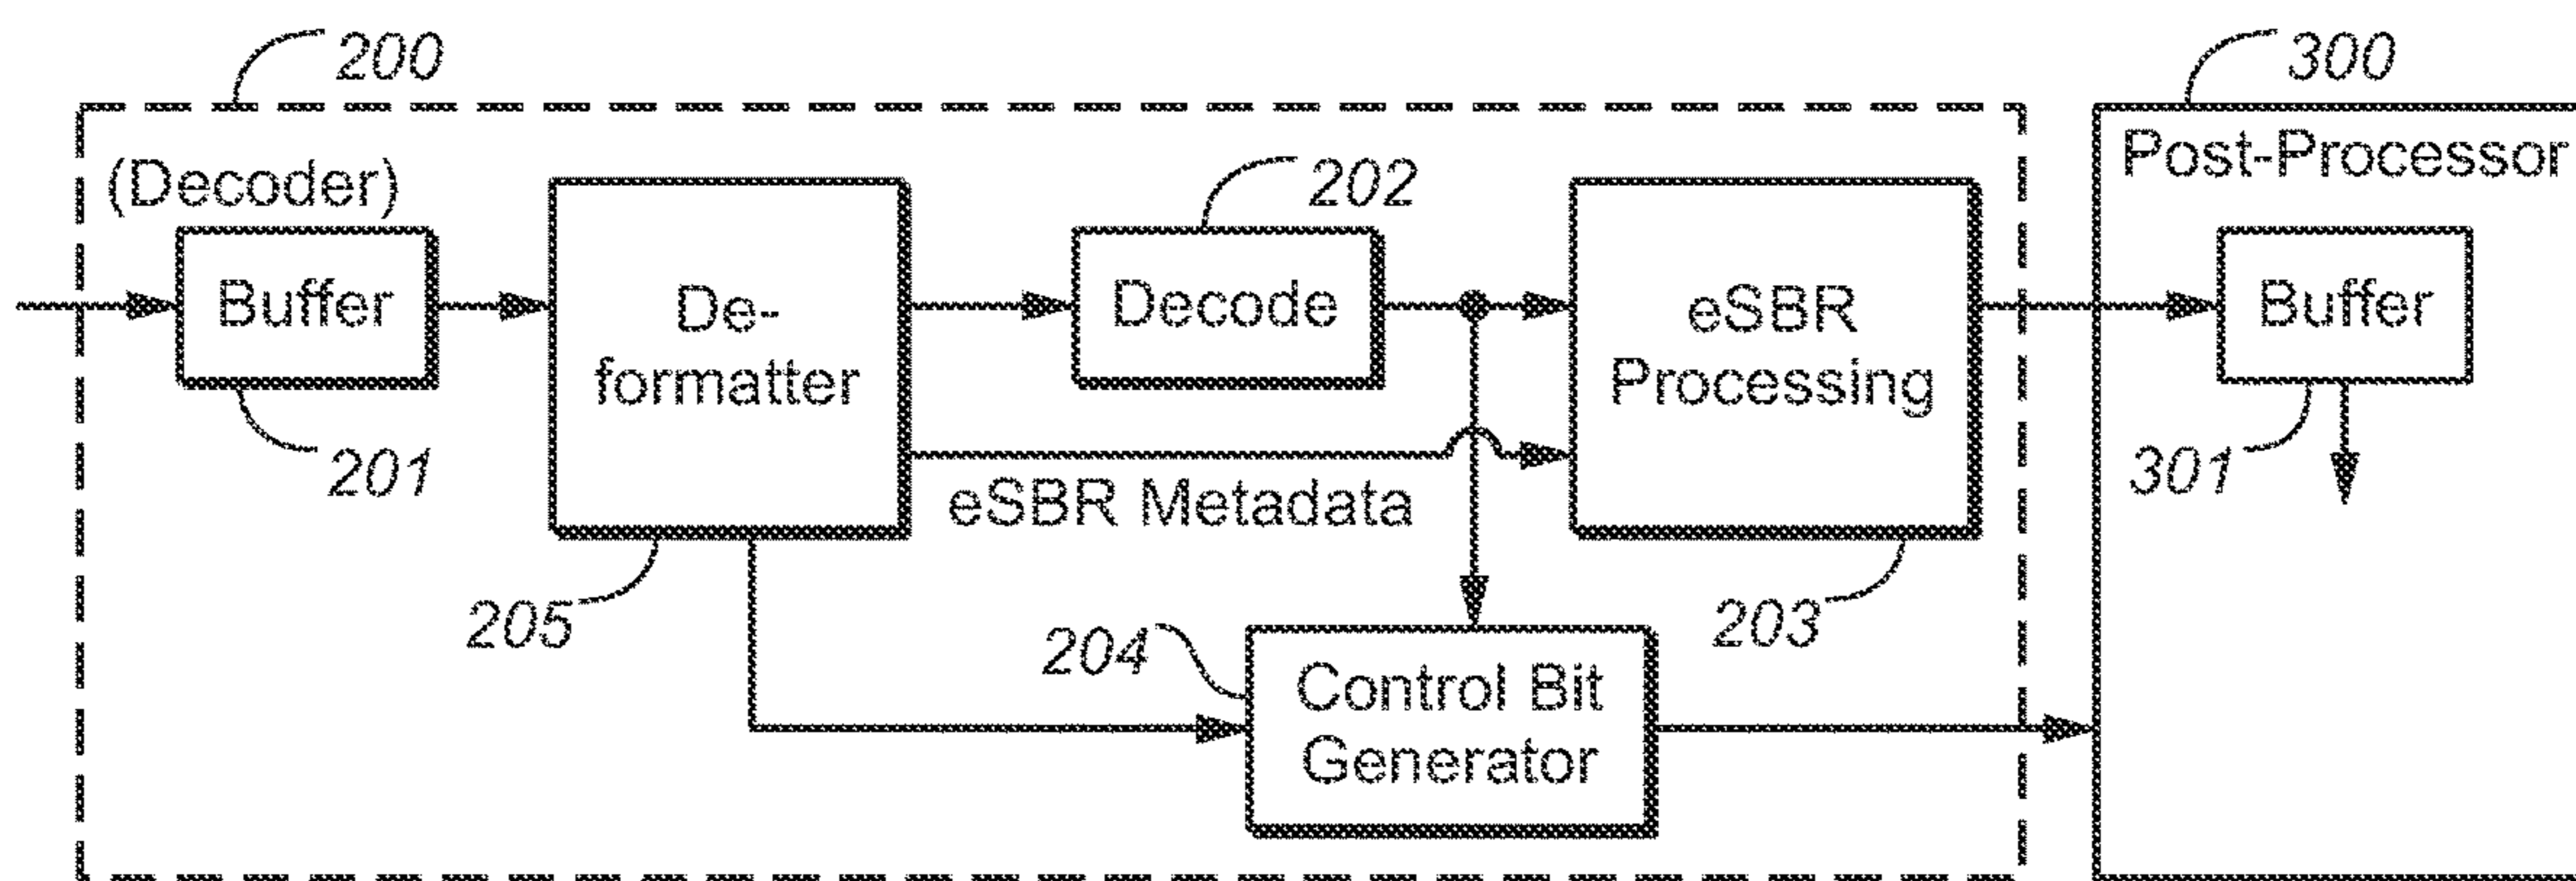 200
300
(Decoder)
Post-Processor
202
Buffer
De-
formatter
Decode
eSBR
Processing
Buffer
201
eSBR Metadata
301
205
204
203
Control Bit
Generator